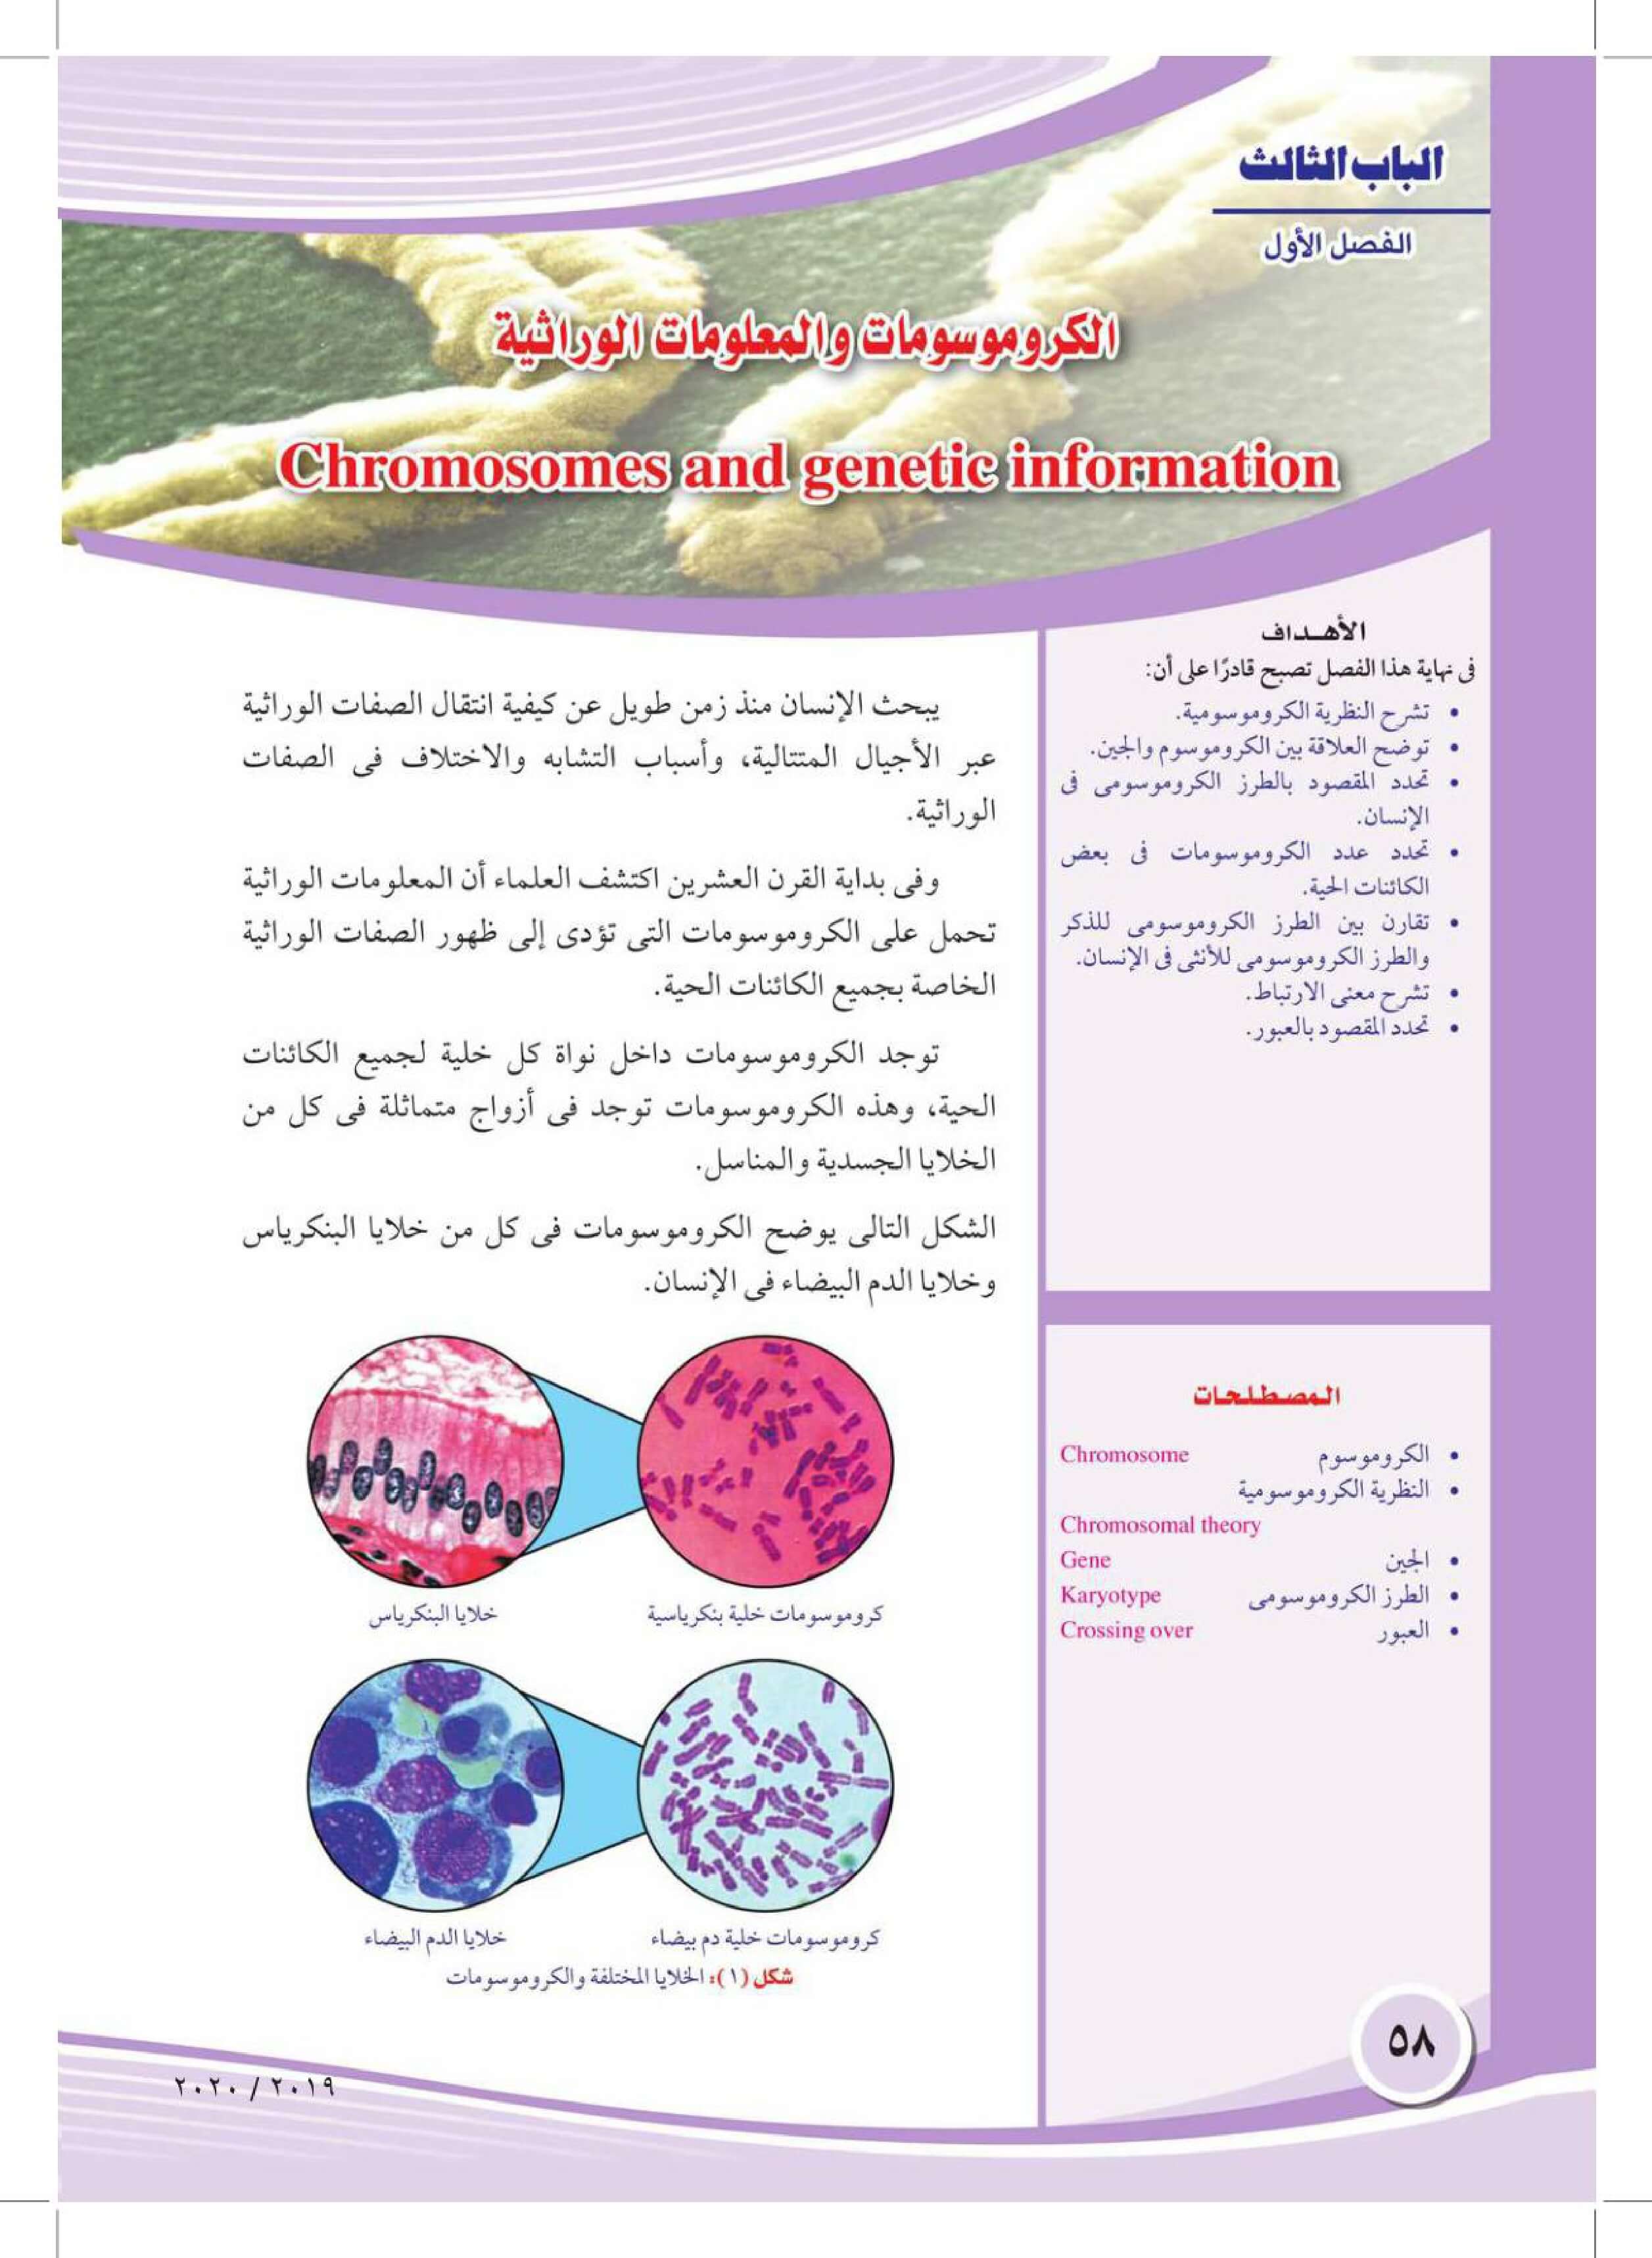 الباب الثالث
الفصل الأول
الكروموسومات والمعلومات الوراثية
Chromosomes and genetic information
الأهداف
فى نهاية هذا الفصل تصبح قادرًا على أن:
• تشرح النظرية الكروموسومية.
• توضح العلاقة بين الكروموسوم والجين.
• تحدد المقصود بالطرز الكروموسومى فى
الإنسان.
• تحدد عدد الكروموسومات فى بعض
الكائنات الحية.
• تقارن بين الطرز الكروموسومى للذكر
والطرز الكروموسومى للأنثى فى الإنسان.
• تشرح معنى الارتباط.
• تحدد المقصود بالعبور.
المصطلحات
• الكروموسوم Chromosome
• النظرية الكروموسومية
Chromosomal theory
• الجين Gene
• الطرز الكروموسومى Karyotype
• العبور Crossing over
يبحث الإنسان منذ زمن طويل عن كيفية انتقال الصفات الوراثية
عبر الأجيال المتتالية، وأسباب التشابه والاختلاف فى الصفات
الوراثية.
وفى بداية القرن العشرين اكتشف العلماء أن المعلومات الوراثية
تحمل على الكروموسومات التى تؤدى إلى ظهور الصفات الوراثية
الخاصة بجميع الكائنات الحية.
توجد الكروموسومات داخل نواة كل خلية لجميع الكائنات
الحية، وهذه الكروموسومات توجد فى أزواج متماثلة فى كل من
الخلايا الجسدية والمناسل.
الشكل التالى يوضح الكروموسومات فى كل من خلايا البنكرياس
وخلايا الدم البيضاء فى الإنسان.
كروموسومات خلية بنكرياسية
خلايا البنكرياس
كروموسومات خلية دم بيضاء
خلايا الدم البيضاء
شكل (١): الخلايا المختلفة والكروموسومات
٥٨
٢٠١٩ / ٢٠٢٠